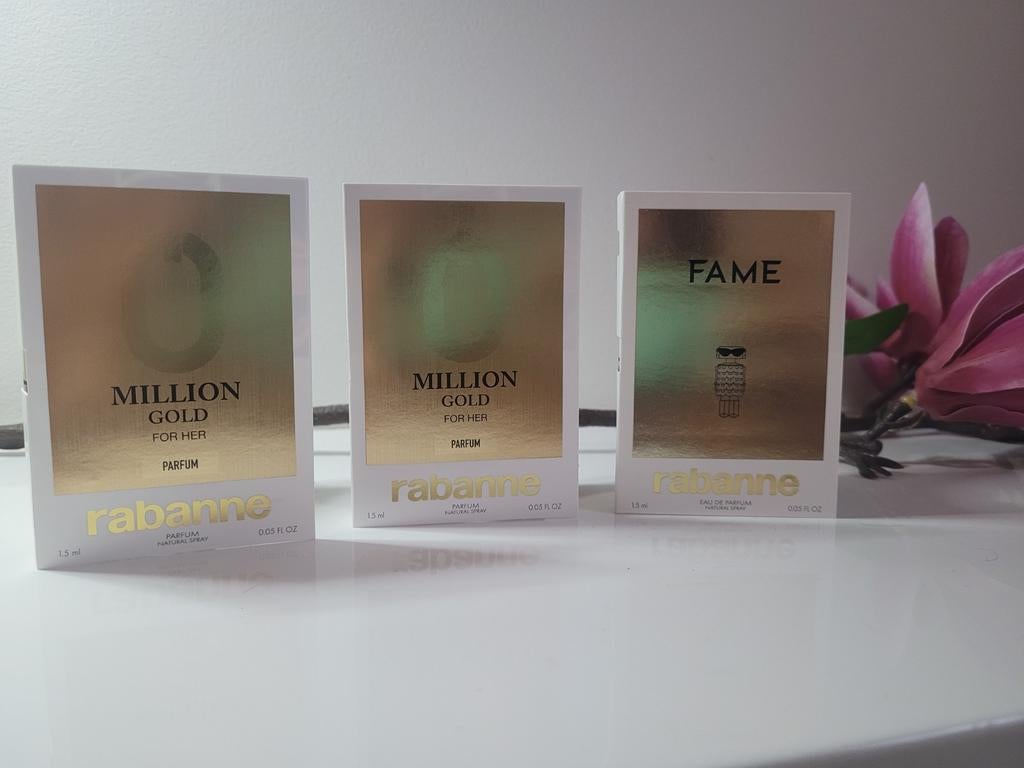 MILLION
GOLD
FOR HER
PARFUM
rabanne
PARFUM
NATURAL SPRAY
1.5 ml
0.05 FL OZ
MILLION
GOLD
FOR HER
PARFUM
rabanne
PARFUM
NATURAL SPRAY
1.5 ml
0.05 FL OZ
FAME
rabanne
EAU DE PARFUM
NATURAL SPRAY
1.5 ml
0.05 FL OZ